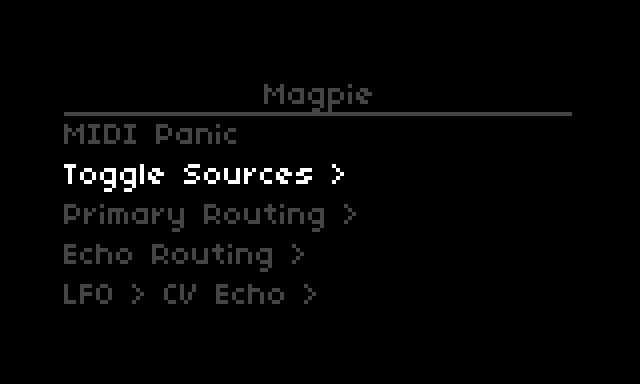 Magpie
MIDI Panic
Toggle Sources >
Primary Routing >
Echo Routing >
LFO > CV Echo >